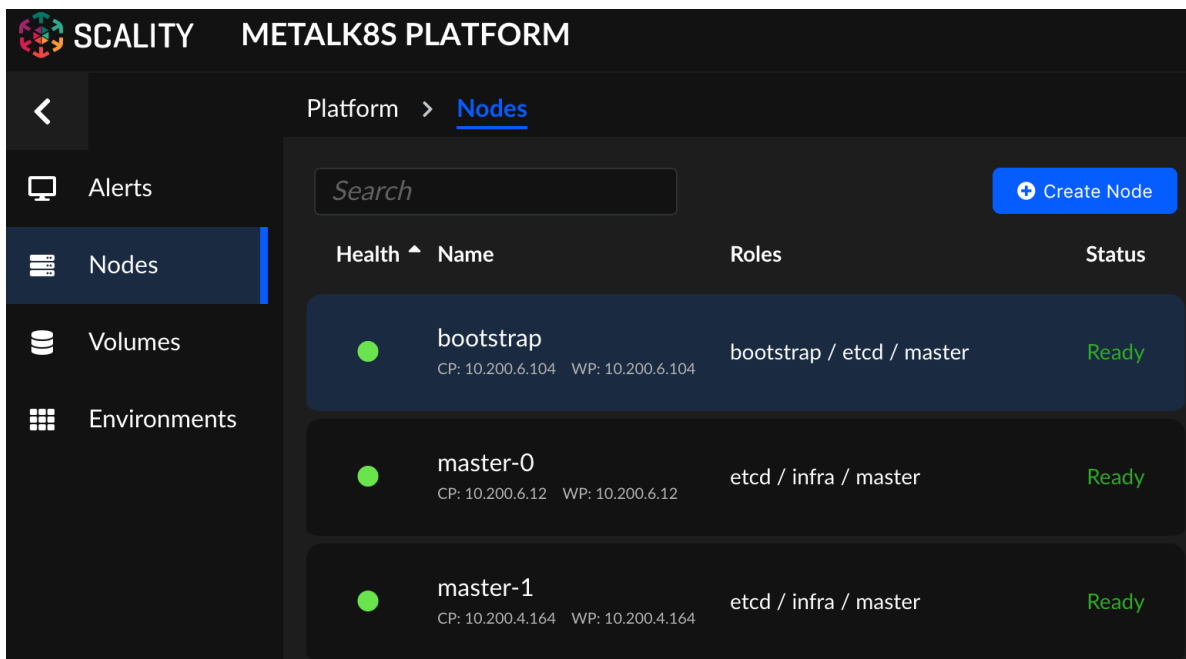 SCALITY METALK8S PLATFORM
Platform > Nodes
Alerts
Nodes
Volumes
Environments
Search
Create Node
Health Name Roles Status
bootstrap
CP: 10.200.6.104 WP: 10.200.6.104
bootstrap / etcd / master
Ready
master-0
CP: 10.200.6.12 WP: 10.200.6.12
etcd / infra / master
Ready
master-1
CP: 10.200.4.164 WP: 10.200.4.164
etcd / infra / master
Ready